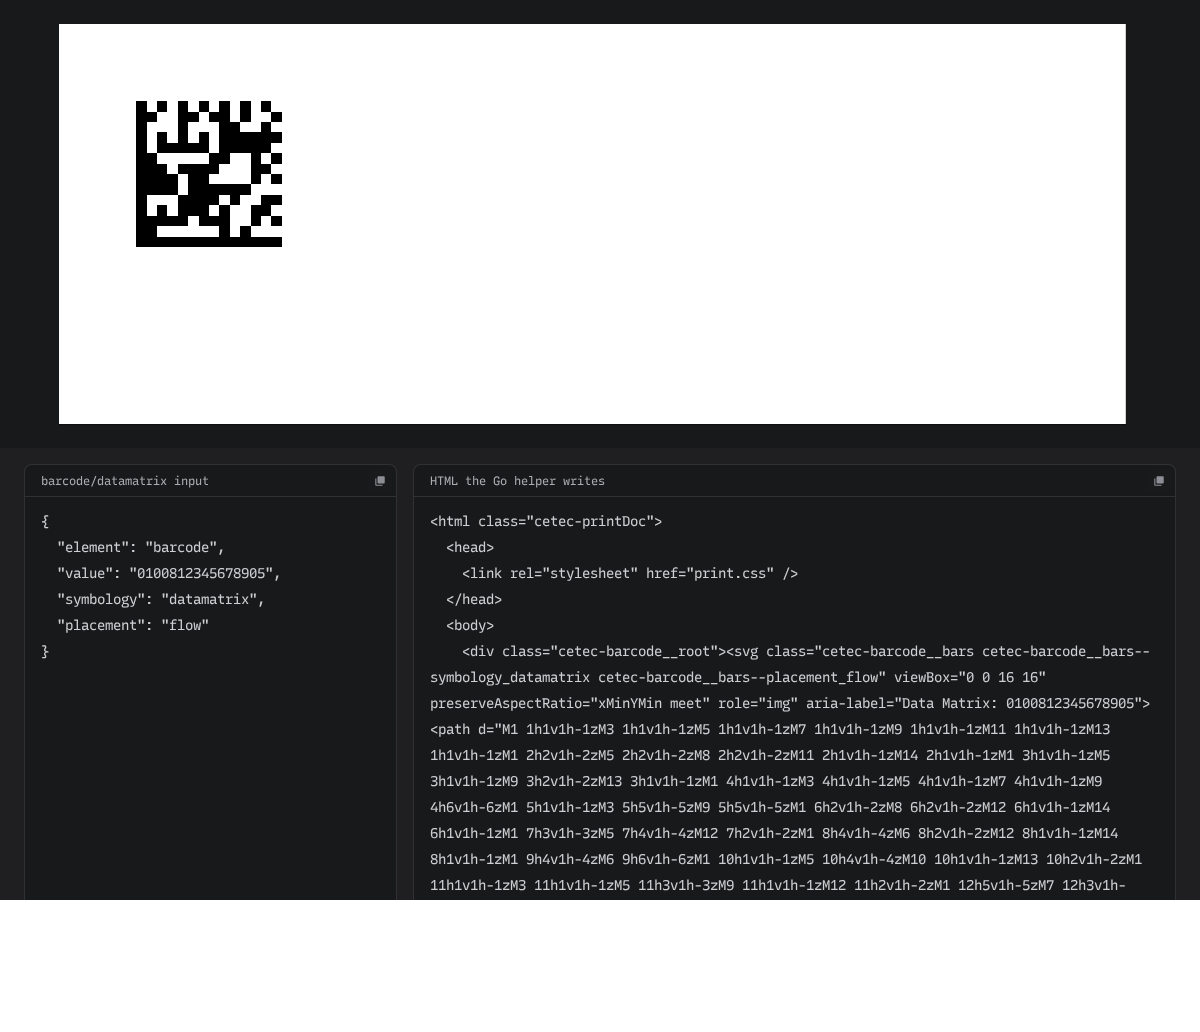 barcode/datamatrix input
{
  "element": "barcode",
  "value": "0100812345678905",
  "symbology": "datamatrix",
  "placement": "flow"
}
HTML the Go helper writes
<html class="cetec-printDoc">
  <head>
    <link rel="stylesheet" href="print.css" />
  </head>
  <body>
    <div class="cetec-barcode__root"><svg class="cetec-barcode__bars cetec-barcode__bars--
symbology_datamatrix cetec-barcode__bars--placement_flow" viewBox="0 0 16 16"
preserveAspectRatio="xMinYMin meet" role="img" aria-label="Data Matrix: 0100812345678905">
<path d="M1 1h1v1h-1zM3 1h1v1h-1zM5 1h1v1h-1zM7 1h1v1h-1zM9 1h1v1h-1zM11 1h1v1h-1zM13
1h1v1h-1zM1 2h2v1h-2zM5 2h2v1h-2zM8 2h2v1h-2zM11 2h1v1h-1zM14 2h1v1h-1zM1 3h1v1h-1zM5
3h1v1h-1zM9 3h2v1h-2zM13 3h1v1h-1zM1 4h1v1h-1zM3 4h1v1h-1zM5 4h1v1h-1zM7 4h1v1h-1zM9
4h6v1h-6zM1 5h1v1h-1zM3 5h5v1h-5zM9 5h5v1h-5zM1 6h2v1h-2zM8 6h2v1h-2zM12 6h1v1h-1zM14
6h1v1h-1zM1 7h3v1h-3zM5 7h4v1h-4zM12 7h2v1h-2zM1 8h4v1h-4zM6 8h2v1h-2zM12 8h1v1h-1zM14
8h1v1h-1zM1 9h4v1h-4zM6 9h6v1h-6zM1 10h1v1h-1zM5 10h4v1h-4zM10 10h1v1h-1zM13 10h2v1h-2zM1
11h1v1h-1zM3 11h1v1h-1zM5 11h3v1h-3zM9 11h1v1h-1zM12 11h2v1h-2zM1 12h5v1h-5zM7 12h3v1h-